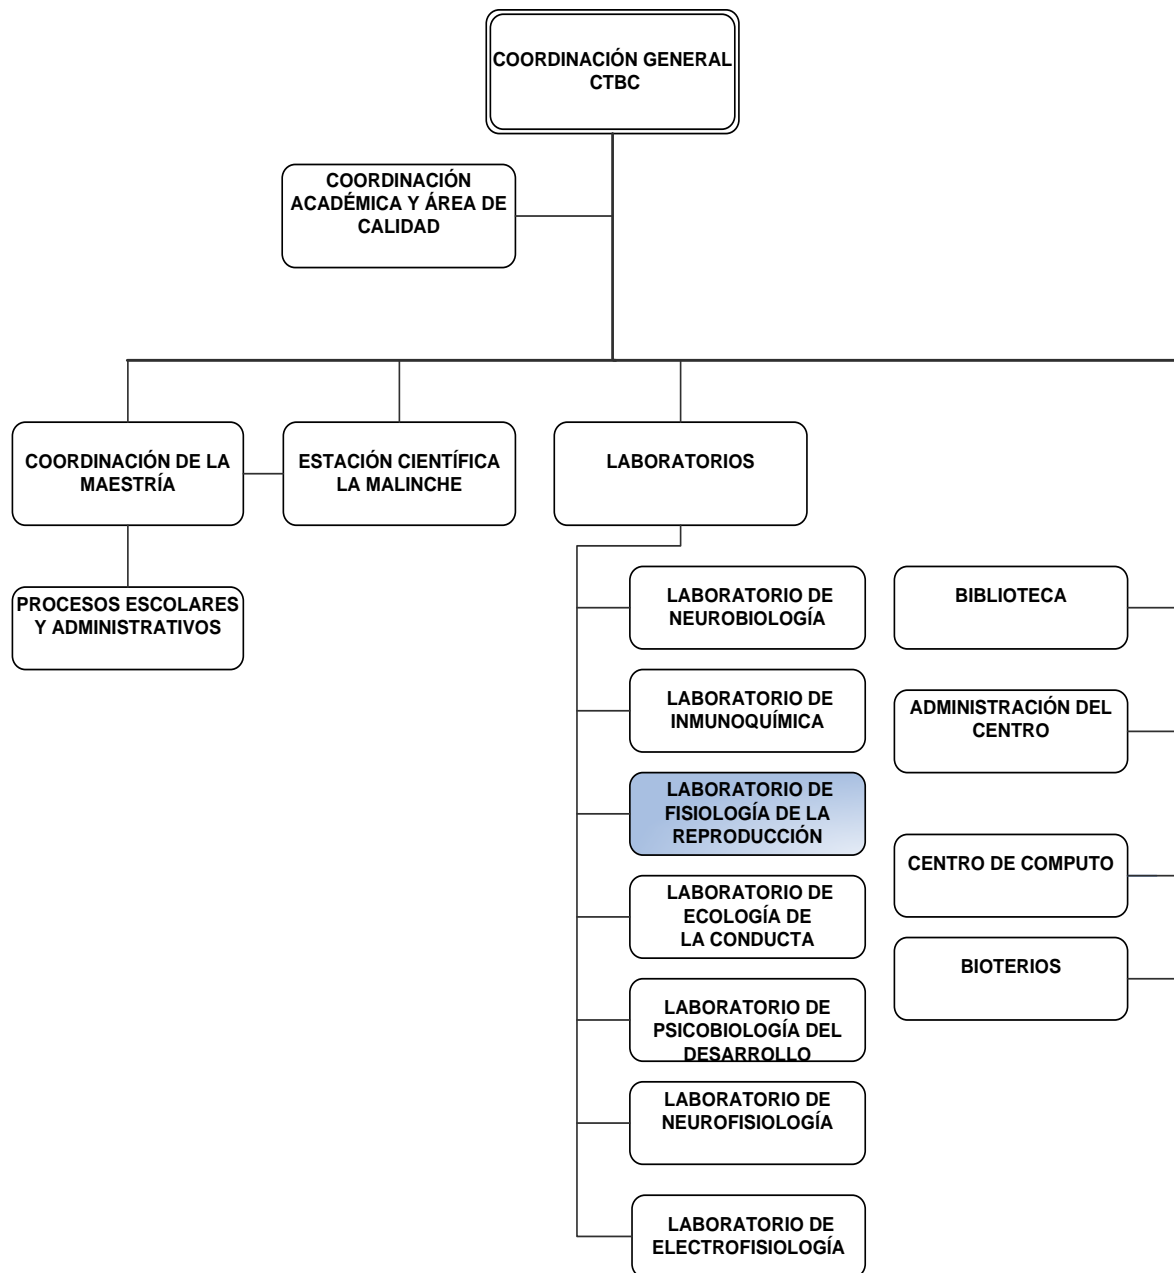 COORDINACIÓN GENERAL
CTBC
COORDINACIÓN
ACADÉMICA Y ÁREA DE
CALIDAD
COORDINACIÓN DE LA
MAESTRÍA
ESTACIÓN CIENTÍFICA
LA MALINCHE
LABORATORIOS
PROCESOS ESCOLARES
Y ADMINISTRATIVOS
LABORATORIO DE
NEUROBIOLOGÍA
LABORATORIO DE
INMUNOQUÍMICA
LABORATORIO DE
FISIOLOGÍA DE LA
REPRODUCCIÓN
LABORATORIO DE
ECOLOGÍA DE
LA CONDUCTA
LABORATORIO DE
PSICOBIOLOGÍA DEL
DESARROLLO
LABORATORIO DE
NEUROFISIOLOGÍA
LABORATORIO DE
ELECTROFISIOLOGÍA
BIBLIOTECA
ADMINISTRACIÓN DEL
CENTRO
CENTRO DE COMPUTO
BIOTERIOS